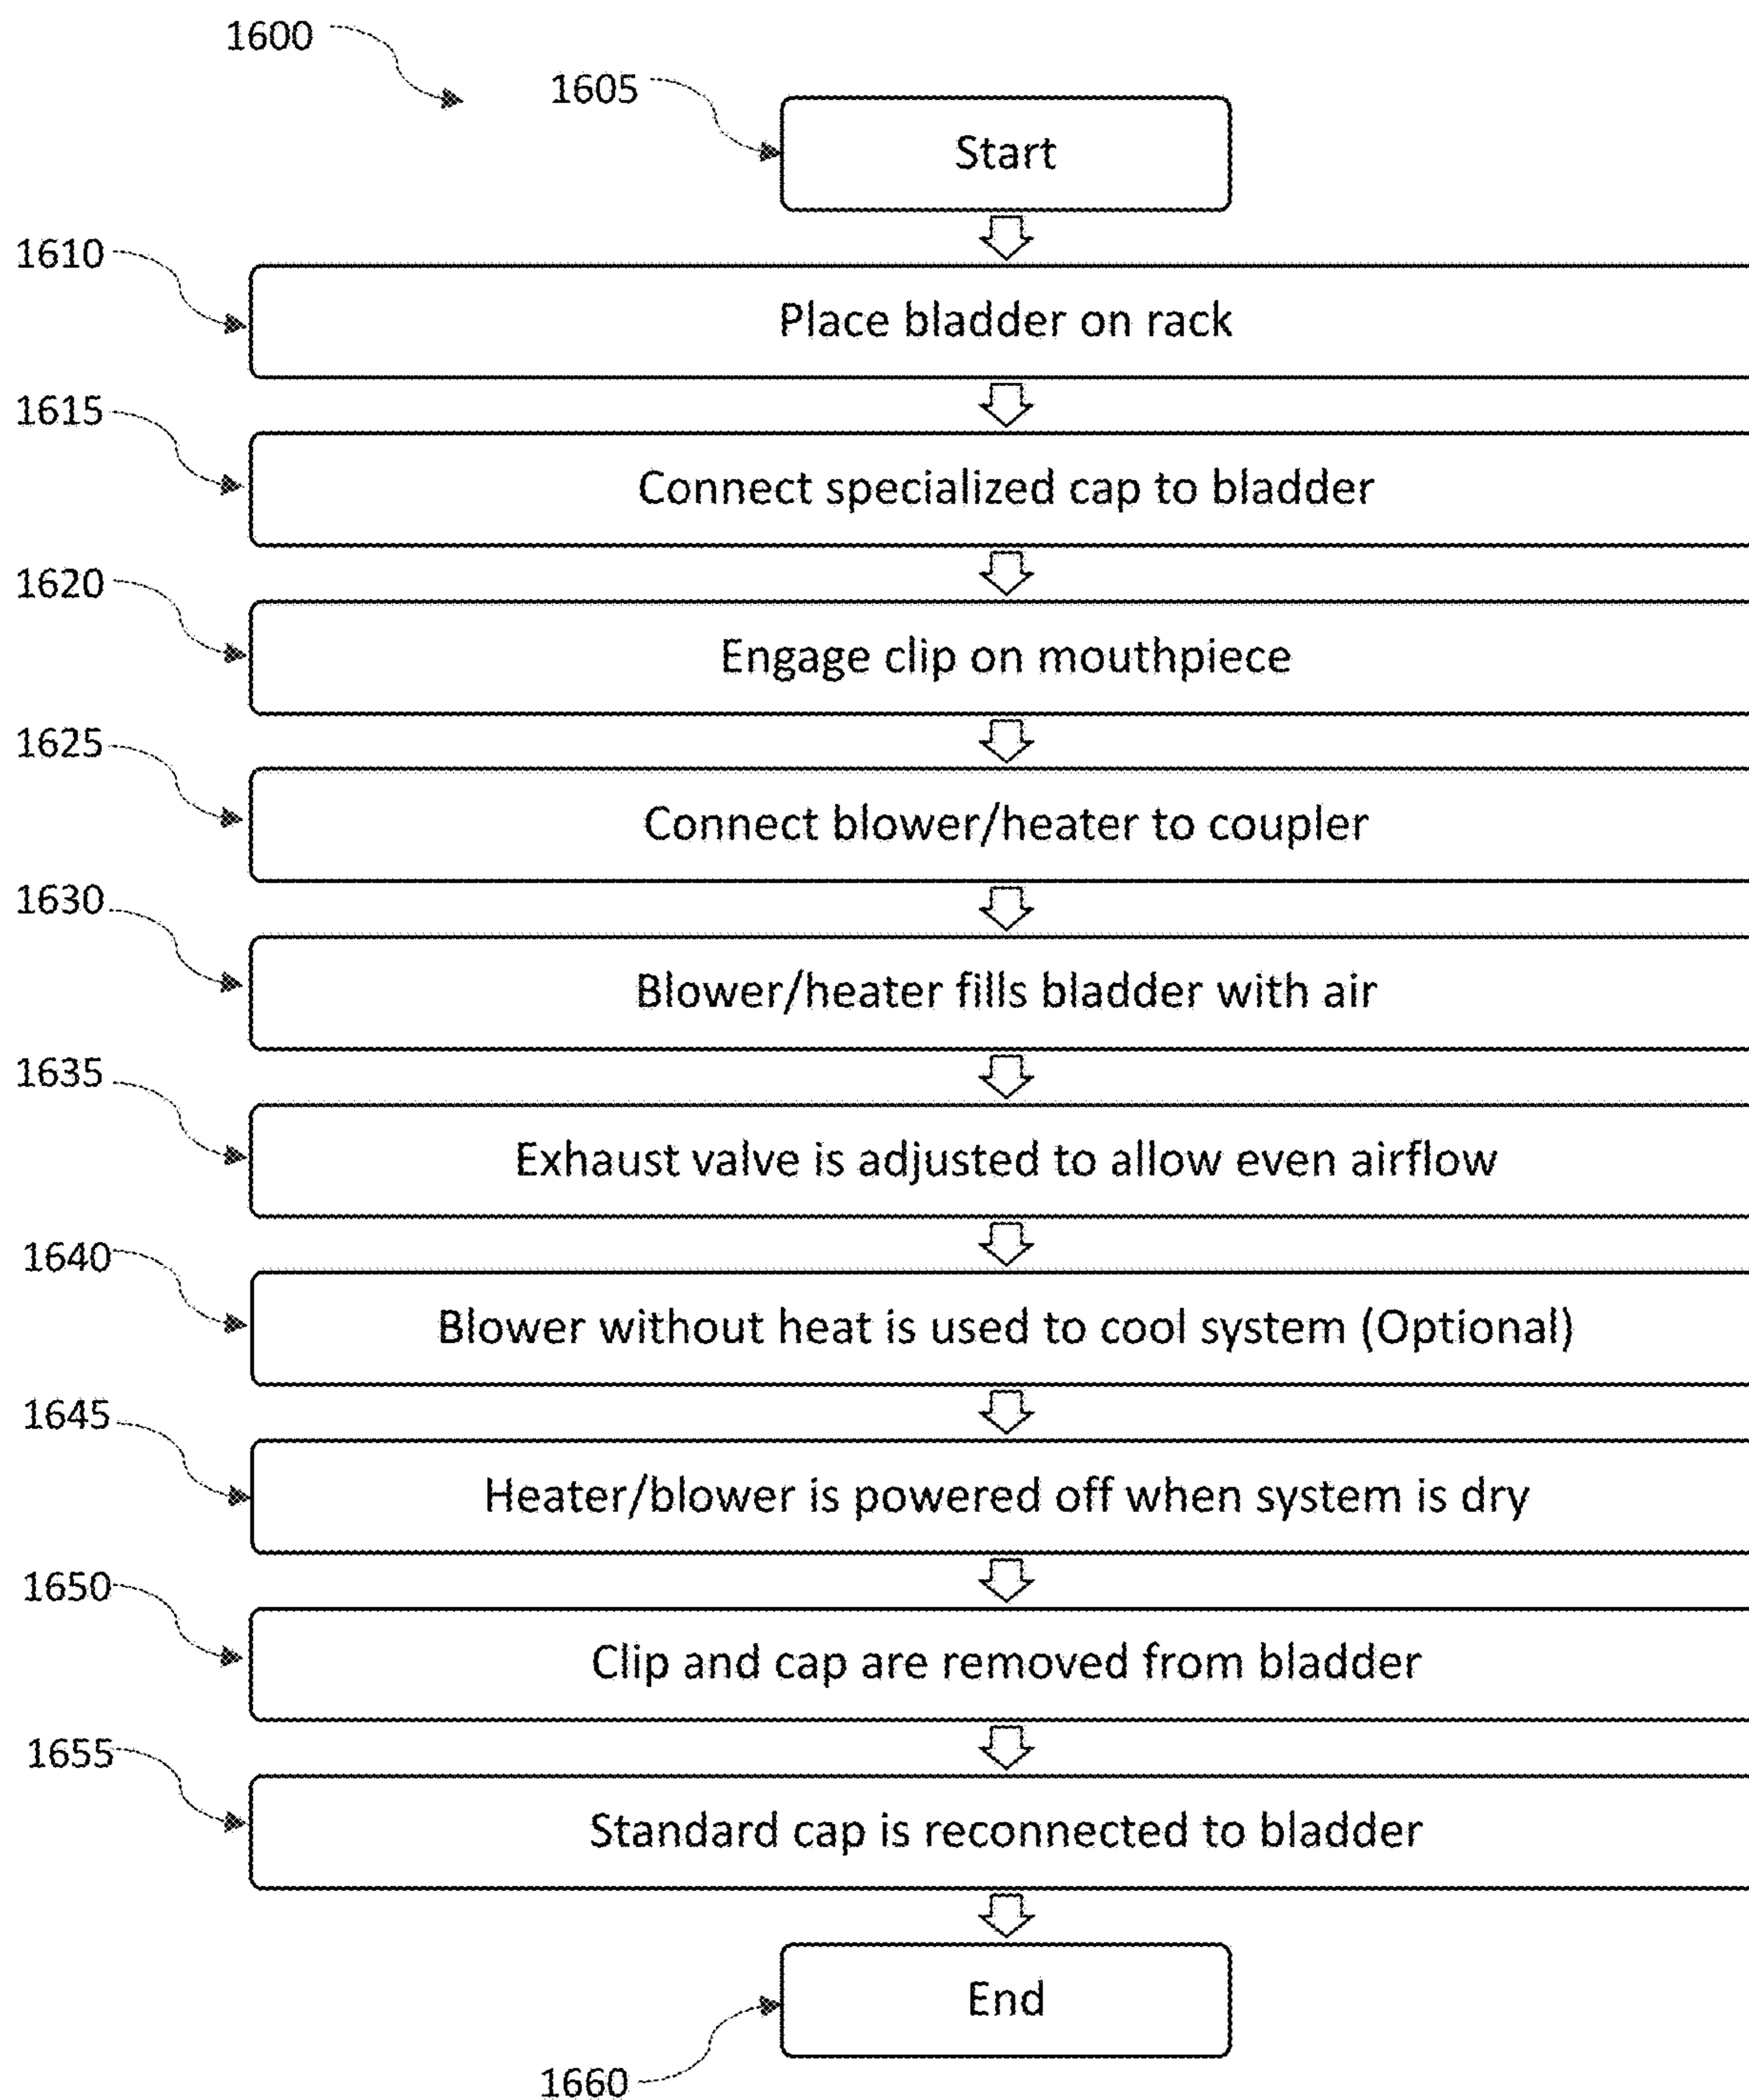 1600
1605
Start
1610
Place bladder on rack
1615
Connect specialized cap to bladder
1620
Engage clip on mouthpiece
1625
Connect blower/heater to coupler
1630
Blower/heater fills bladder with air
1635
Exhaust valve is adjusted to allow even airflow
1640
Blower without heat is used to cool system (Optional)
1645
Heater/blower is powered off when system is dry
1650
Clip and cap are removed from bladder
1655
Standard cap is reconnected to bladder
End
1660